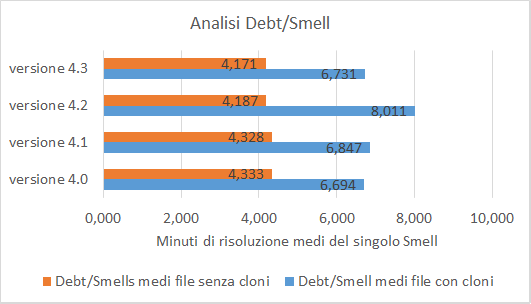 Analisi Debt/Smell
versione 4.3
4,171
6,731
versione 4.2
4,187
8,011
versione 4.1
4,328
6,847
versione 4.0
4,333
6,694
0,000 2,000 4,000 6,000 8,000 10,000
Minuti di risoluzione medi del singolo Smell
Debt/Smells medi file senza cloni Debt/Smell medi file con cloni